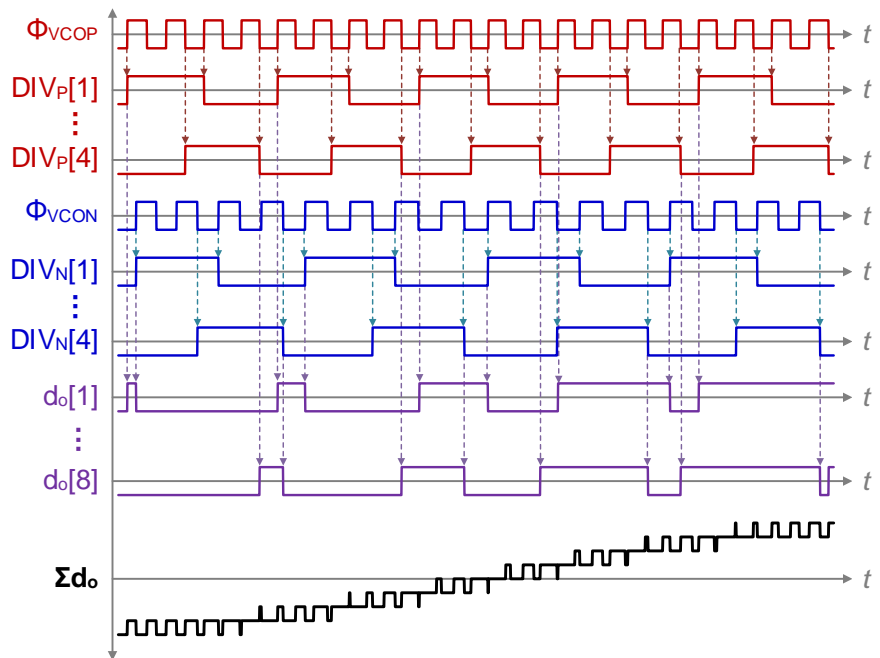 ΦVCOP t
DIVP[1] t
⋮
DIVP[4] t
ΦVCON t
DIVN[1] t
⋮
DIVN[4] t
do[1] t
⋮
do[8] t
Σdo t